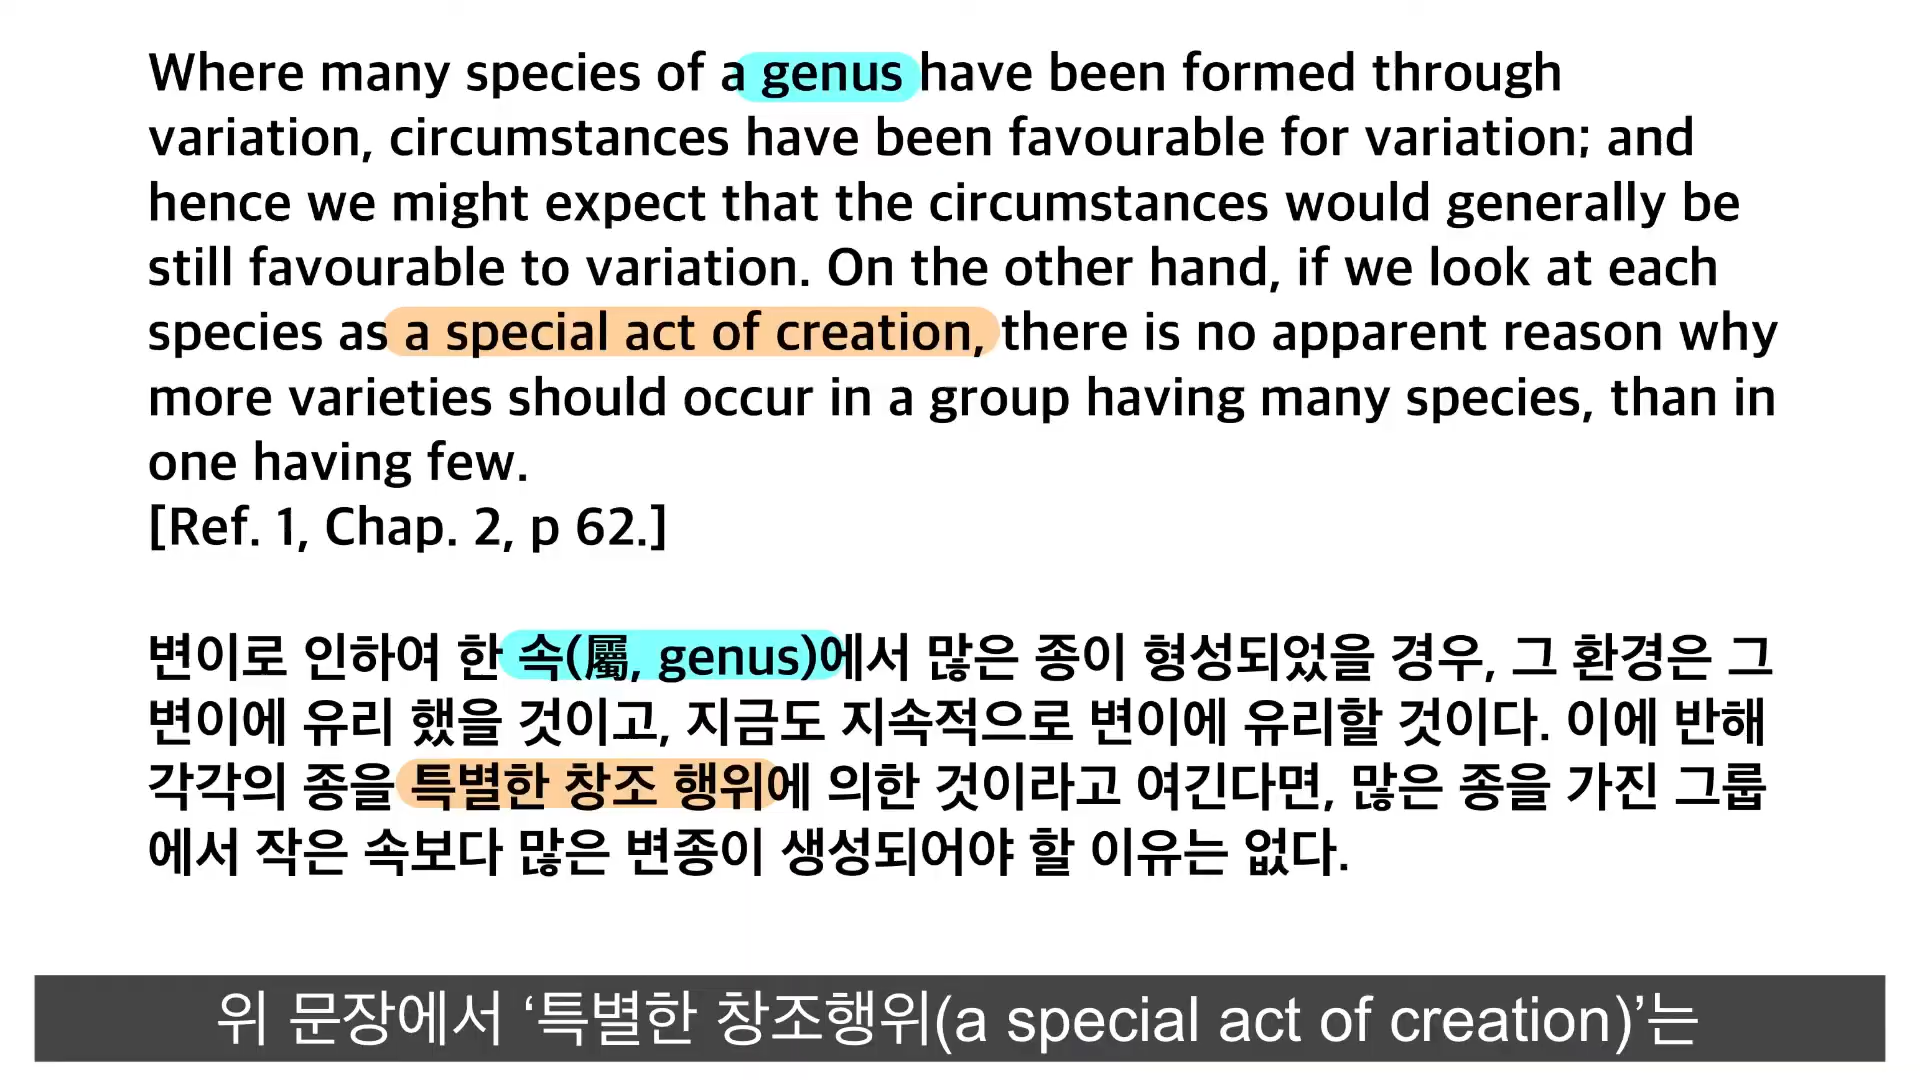 Where many species of a genus have been formed through
variation, circumstances have been favourable for variation; and
hence we might expect that the circumstances would generally be
still favourable to variation. On the other hand, if we look at each
species as a special act of creation, there is no apparent reason why
more varieties should occur in a group having many species, than in
one having few.
[Ref. 1, Chap. 2, p 62.]
변이로 인하여 한 속(屬, genus)에서 많은 종이 형성되었을 경우, 그 환경은 그
변이에 유리 했을 것이고, 지금도 지속적으로 변이에 유리할 것이다. 이에 반해
각각의 종을 특별한 창조 행위에 의한 것이라고 여긴다면, 많은 종을 가진 그룹
에서 작은 속보다 많은 변종이 생성되어야 할 이유는 없다.
위 문장에서 ‘특별한 창조행위(a special act of creation)’는